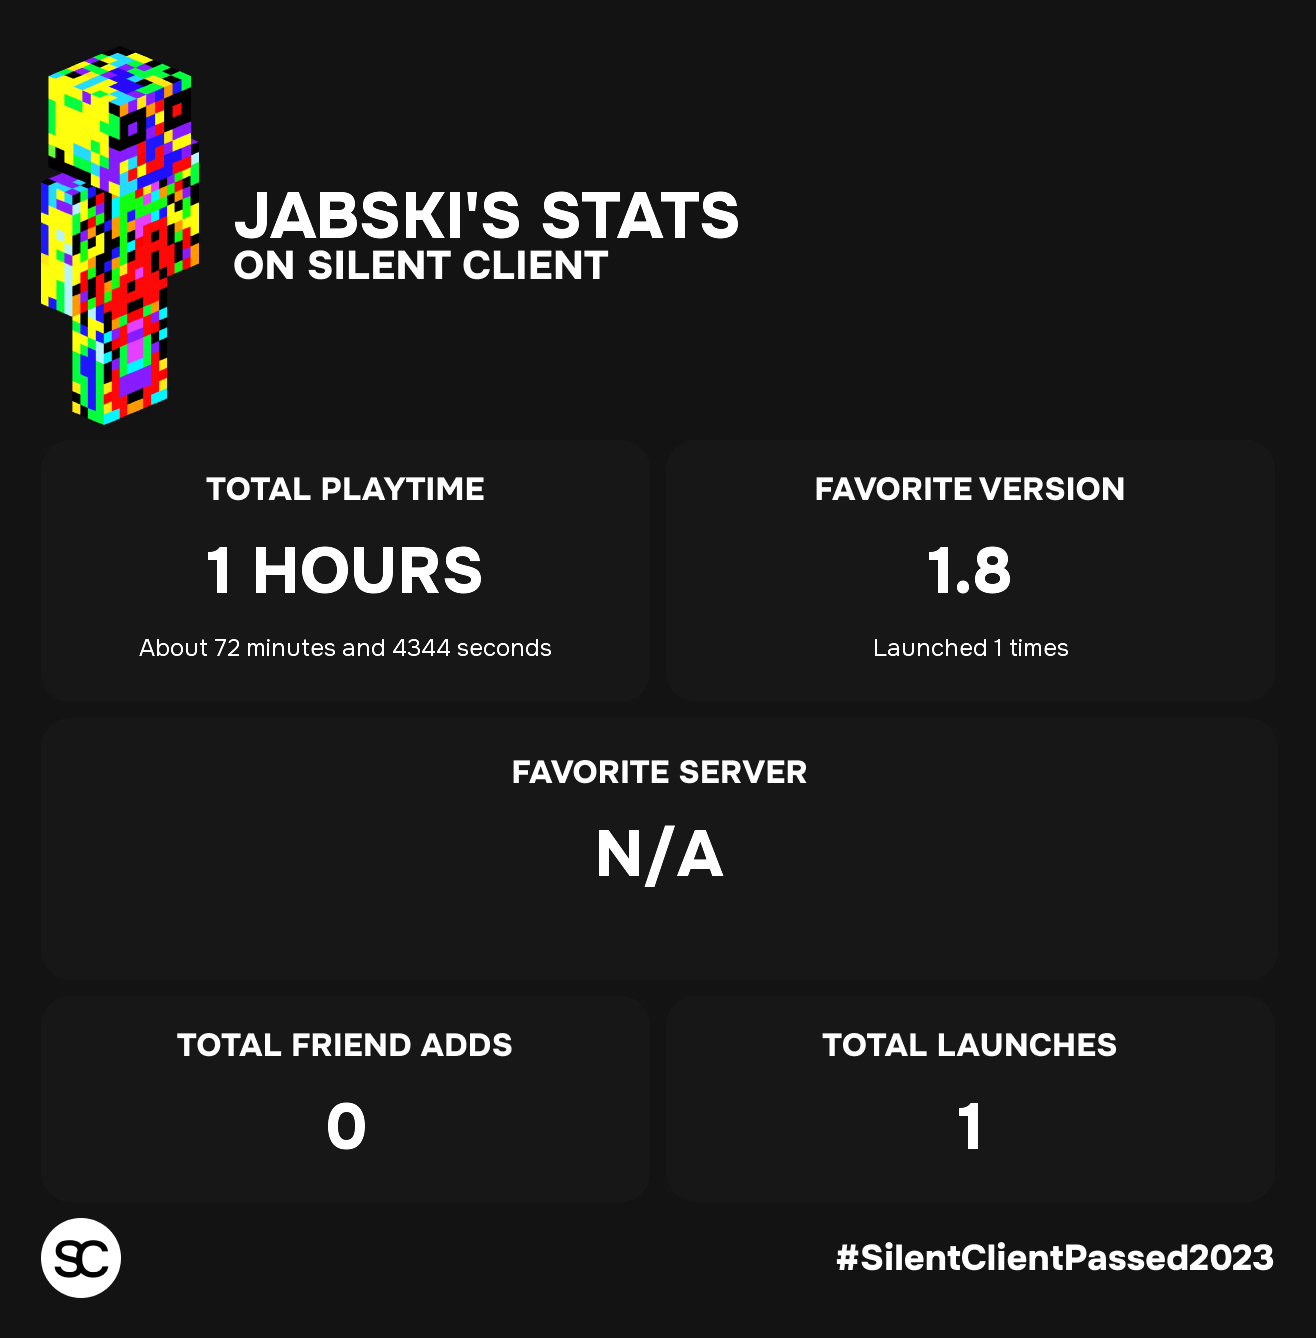 JABSKI'S STATS
ON SILENT CLIENT
TOTAL PLAYTIME
1 HOURS
About 72 minutes and 4344 seconds
FAVORITE VERSION
1.8
Launched 1 times
FAVORITE SERVER
N/A
TOTAL FRIEND ADDS
0
TOTAL LAUNCHES
1
SC
#SilentClientPassed2023